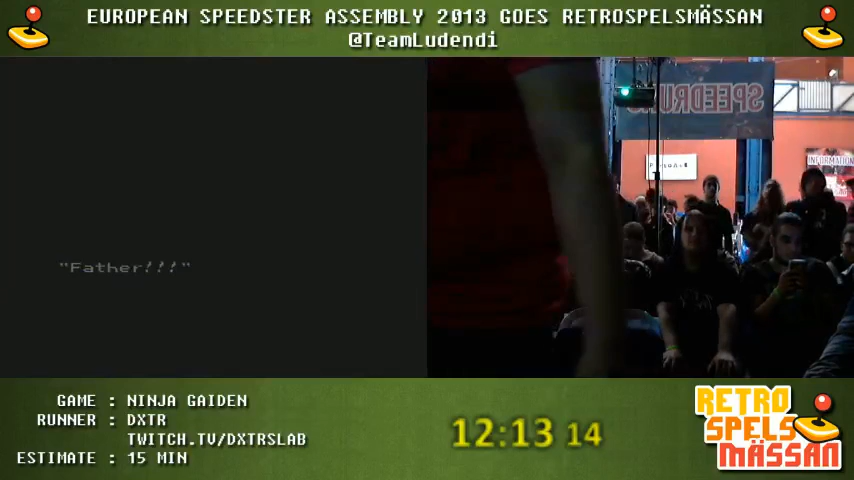 EUROPEAN SPEEDSTER ASSEMBLY 2013 GOES RETROSPELSMÄSSAN
@TeamLudendi
SPEEDRU
INFORMATION
"Father!!!"
GAME : NINJA GAIDEN
RUNNER : DXTR
TWITCH.TV/DXTRSLAB
ESTIMATE : 15 MIN
12:13 14
RETRO
SPELS
MÄSSAN